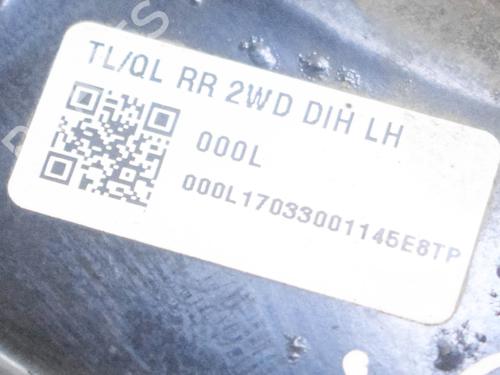 TL/QL RR 2WD DIH LH
000L
000L17033001145E8TP